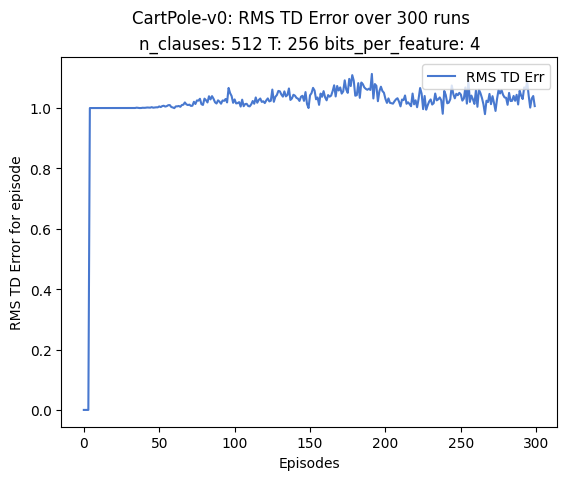 CartPole-v0: RMS TD Error over 300 runs
n_clauses: 512 T: 256 bits_per_feature: 4
RMS TD Err
1.0
0.8
0.6
0.4
0.2
0.0
RMS TD Error for episode
0 50 100 150 200 250 300
Episodes